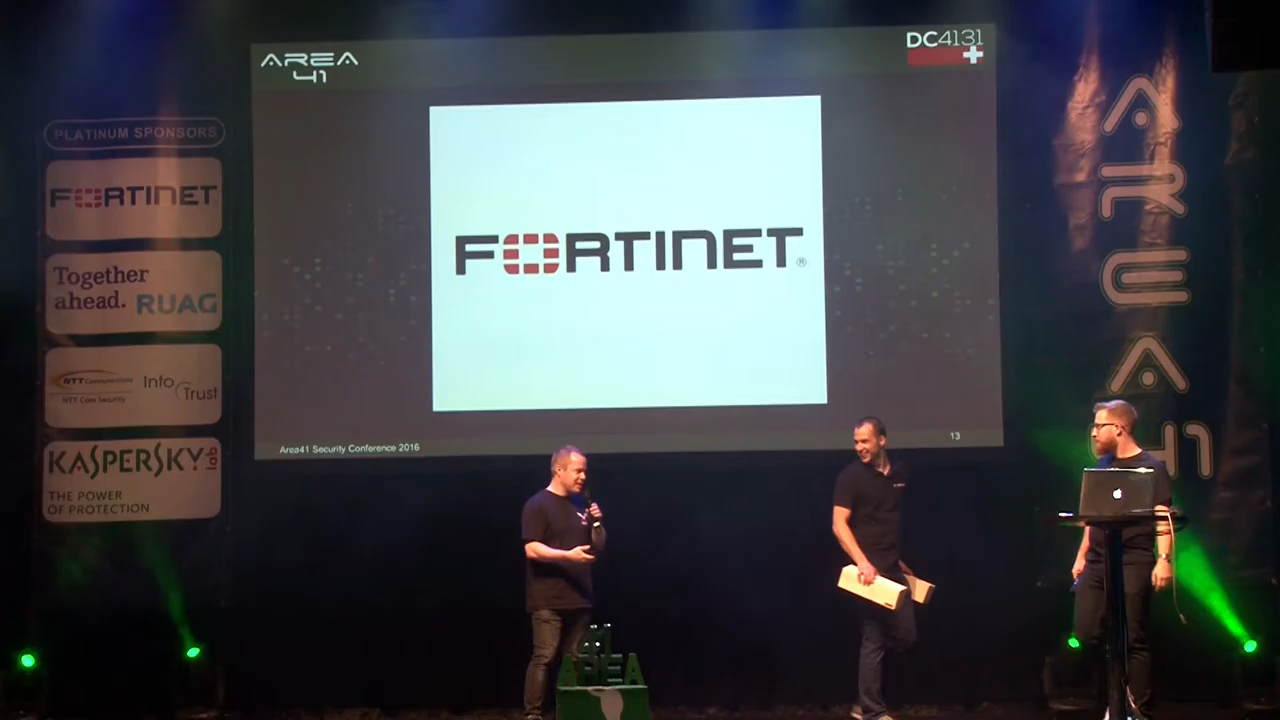 AREA
41
DC4131
PLATINUM SPONSORS
FORTINET
Together
ahead. RUAG
NTT Communications
NTT Com Security
Info
Trust
KASPERSKY lab
THE POWER
OF PROTECTION
FORTINET®
Area41 Security Conference 2016
13
AREA41
41
AREA